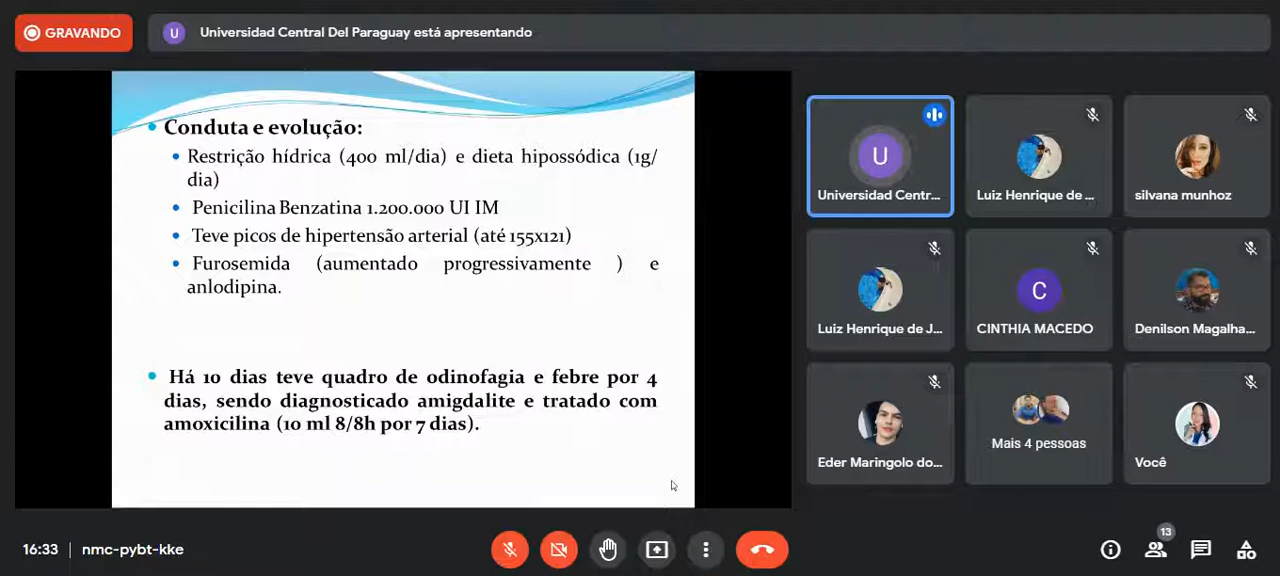 GRAVANDO
U Universidad Central Del Paraguay está apresentando
Conduta e evolução:
Restrição hídrica (400 ml/dia) e dieta hipossódica (1g/
dia)
Penicilina Benzatina 1.200.000 UI IM
Teve picos de hipertensão arterial (até 155x121)
Furosemida (aumentado progressivamente ) e
anlodipina.
Há 10 dias teve quadro de odinofagia e febre por 4
dias, sendo diagnosticado amigdalite e tratado com
amoxicilina (10 ml 8/8h por 7 dias).
U
Universidad Centr...
Luiz Henrique de ...
silvana munhoz
Luiz Henrique de J...
C
CINTHIA MACEDO
Denilson Magalha...
Eder Maringolo do...
Mais 4 pessoas
Você
16:33 | nmc-pybt-kke
13